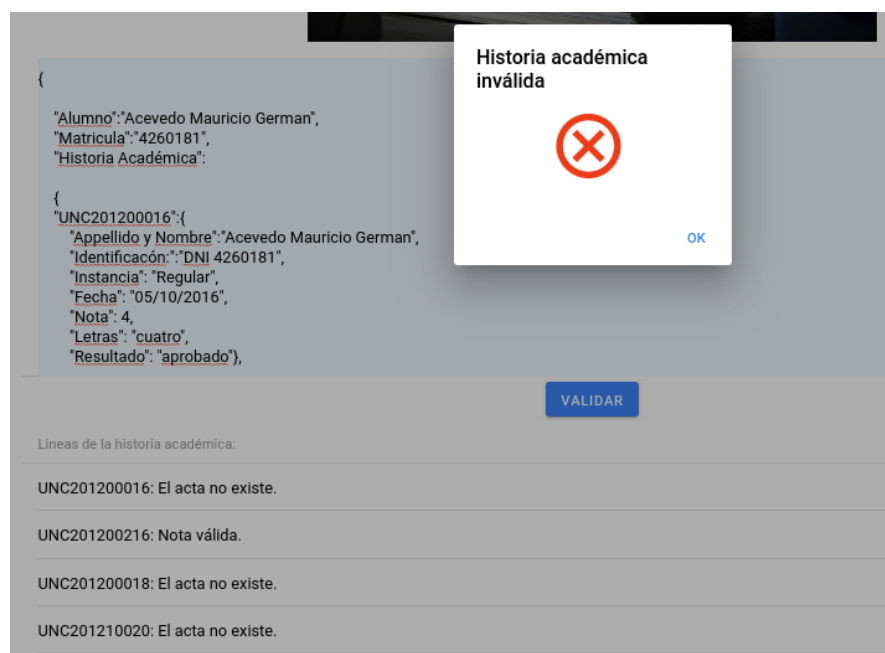 Historia académica
inválida
OK
{
"Alumno":"Acevedo Mauricio German",
"Matricula":"4260181",
"Historia Académica":
{
"UNC201200016":{
"Appellido y Nombre":"Acevedo Mauricio German",
"Identificacón:":"DNI 4260181",
"Instancia": "Regular",
"Fecha": "05/10/2016",
"Nota": 4,
"Letras": "cuatro",
"Resultado": "aprobado"},
VALIDAR
Lineas de la historia académica:
UNC201200016: El acta no existe.
UNC201200216: Nota válida.
UNC201200018: El acta no existe.
UNC201210020: El acta no existe.